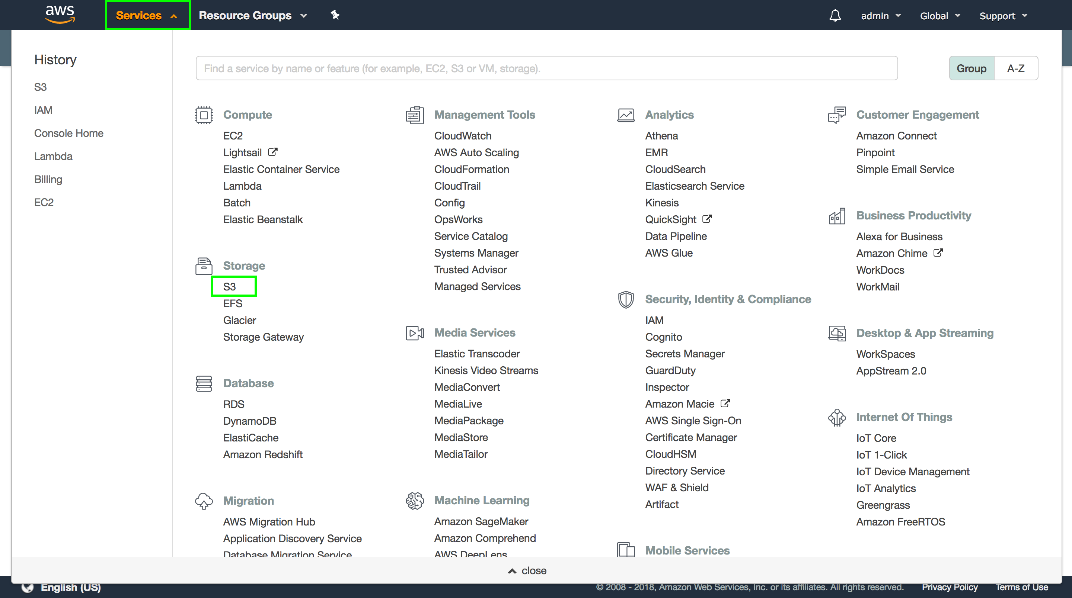 aws
Services
Resource Groups
admin
Global
Support
History
S3
IAM
Console Home
Lambda
Billing
EC2
Find a service by name or feature (for example, EC2, S3 or VM, storage).
Group
A-Z
Compute
EC2
Lightsail
Elastic Container Service
Lambda
Batch
Elastic Beanstalk
Storage
S3
EFS
Glacier
Storage Gateway
Database
RDS
DynamoDB
ElastiCache
Amazon Redshift
Migration
AWS Migration Hub
Application Discovery Service
Database Migration Service
Management Tools
CloudWatch
AWS Auto Scaling
CloudFormation
CloudTrail
Config
OpsWorks
Service Catalog
Systems Manager
Trusted Advisor
Managed Services
Media Services
Elastic Transcoder
Kinesis Video Streams
MediaConvert
MediaLive
MediaPackage
MediaStore
MediaTailor
Machine Learning
Amazon SageMaker
Amazon Comprehend
AWS DeepLens
Analytics
Athena
EMR
CloudSearch
Elasticsearch Service
Kinesis
QuickSight
Data Pipeline
AWS Glue
Security, Identity & Compliance
IAM
Cognito
Secrets Manager
GuardDuty
Inspector
Amazon Macie
AWS Single Sign-On
Certificate Manager
CloudHSM
Directory Service
WAF & Shield
Artifact
Mobile Services
Customer Engagement
Amazon Connect
Pinpoint
Simple Email Service
Business Productivity
Alexa for Business
Amazon Chime
WorkDocs
WorkMail
Desktop & App Streaming
WorkSpaces
AppStream 2.0
Internet Of Things
IoT Core
IoT 1-Click
IoT Device Management
IoT Analytics
Greengrass
Amazon FreeRTOS
close
English (US)
© 2008 - 2018, Amazon Web Services, Inc. or its affiliates. All rights reserved.
Privacy Policy
Terms of Use